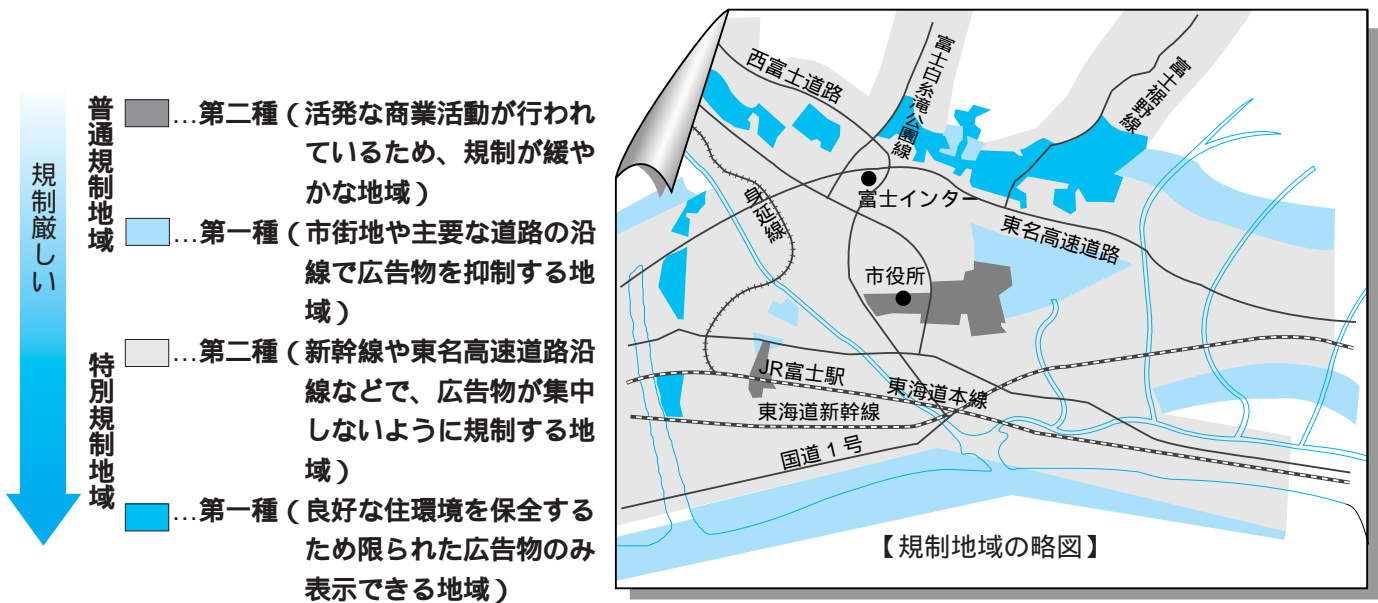 規制厳しい
普通規制地域
…第二種（活発な商業活動が行われ
ているため、規制が緩や
かな地域）
…第一種（市街地や主要な道路の沿
線で広告物を抑制する地
域）
特別規制地域
…第二種（新幹線や東名高速道路沿
線などで、広告物が集中
しないように規制する地
域）
…第一種（良好な住環境を保全する
ため限られた広告物のみ
表示できる地域）
西富士道路
富士白糸滝公園線
富士裾野線
富士インター
身延線
東名高速道路
市役所
JR富士駅
東海道本線
東海道新幹線
国道1号
【規制地域の略図】